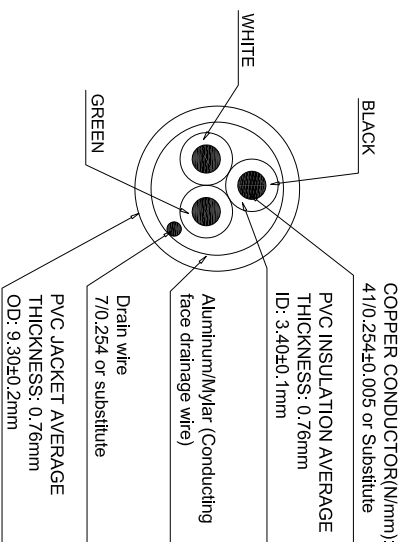 WHITE
BLACK
GREEN
COPPER CONDUCTOR(N/mm):
41/0.254±0.005 or Substitute
PVC INSULATION AVERAGE
THICKNESS: 0.76mm
ID: 3.40±0.1mm
Aluminum/Mylar (Conducting
face drainage wire)
Drain wire
7/0.254 or substitute
PVC JACKET AVERAGE
THICKNESS: 0.76mm
OD: 9.30±0.2mm